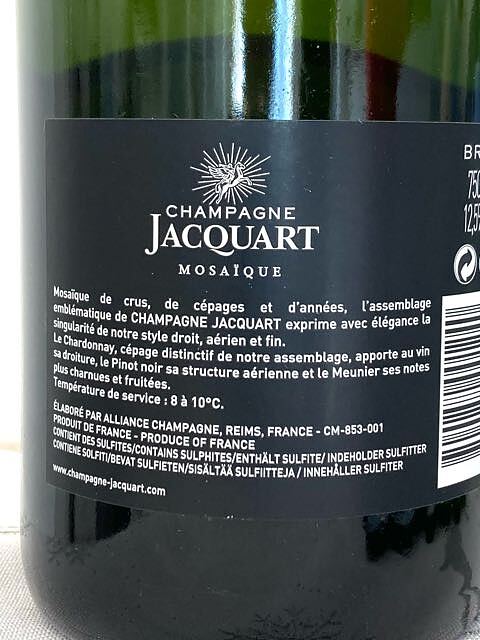 CHAMPAGNE
JACQUART
MOSAÏQUE
Mosaïque de crus, de cépages et d'années, l'assemblage
emblématique de CHAMPAGNE JACQUART exprime avec élégance la
singularité de notre style droit, aérien et fin.
Le Chardonnay, cépage distinctif de notre assemblage, apporte au vin
sa droiture, le Pinot noir sa structure aérienne et le Meunier ses notes
plus charnues et fruitées.
Température de service : 8 à 10°C.
ÉLABORÉ PAR ALLIANCE CHAMPAGNE, REIMS, FRANCE - CM-853-001
PRODUIT DE FRANCE - PRODUCE OF FRANCE
CONTIENT DES SULFITES/CONTAINS SULPHITES/ENTHÄLT SULFITE/ INDEHOLDER SULFITTER
CONTIENE SOLFITI/BEVAT SULFIETEN/SISÄLTÄÄ SULFIITTEJA / INNEHÅLLER SULFITER
www.champagne-jacquart.com
BR
750
12,5%